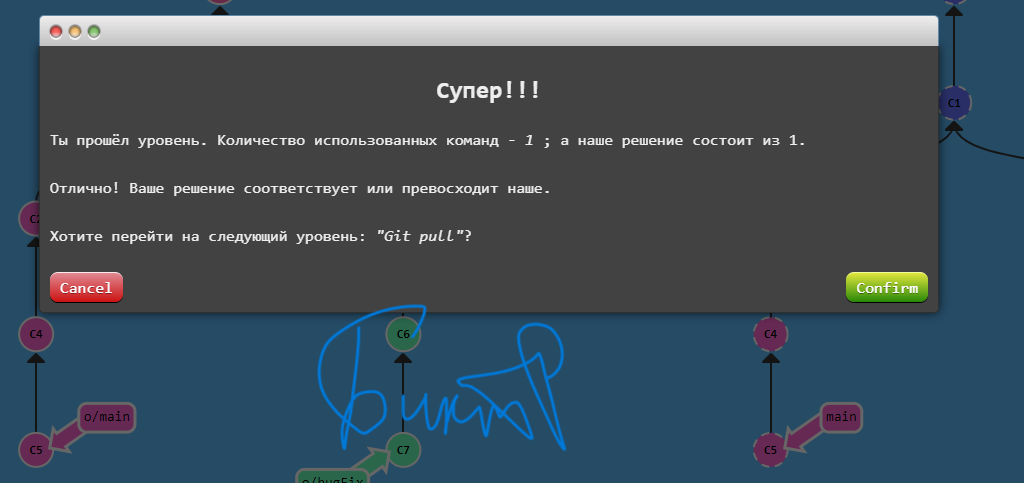 Супер!!!
C1
Ты прошёл уровень. Количество использованных команд - 1 ; а наше решение состоит из 1.
Отлично! Ваше решение соответствует или превосходит наше.
C2
Хотите перейти на следующий уровень: "Git pull"?
Cancel
Confirm
C4
C6
C4
o/main
main
C5
C7
C5
o/bugFix